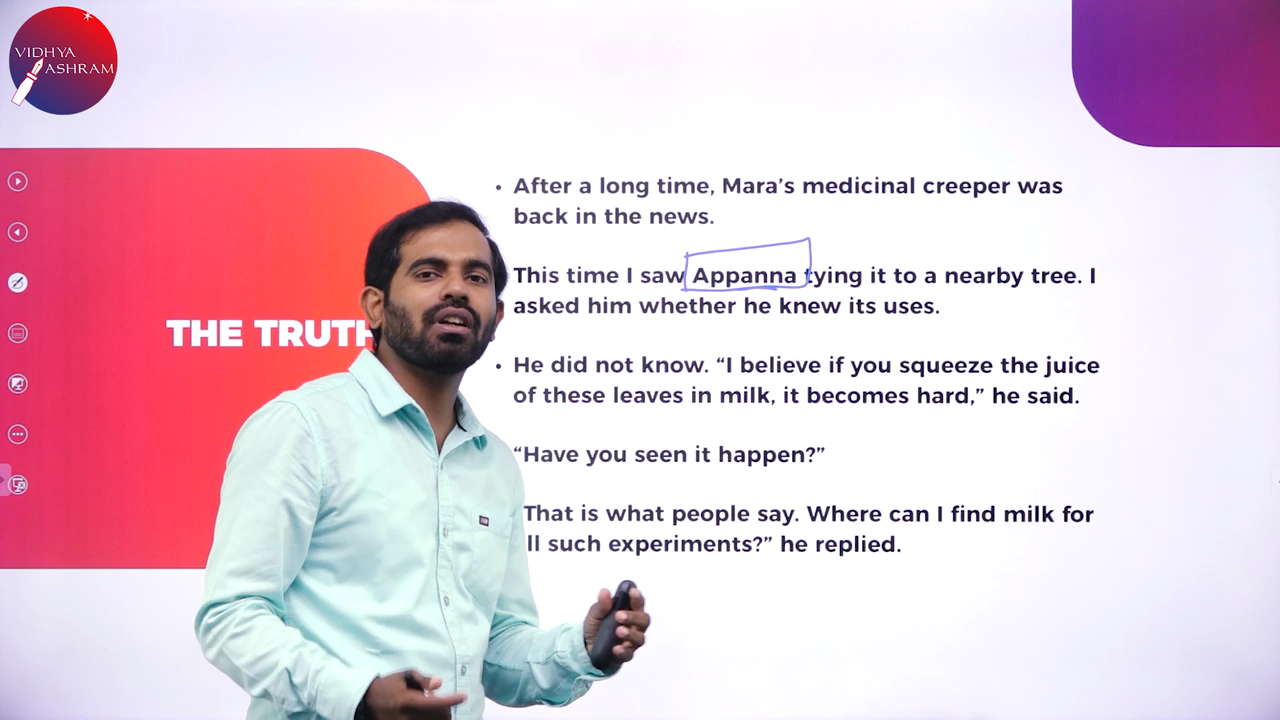 VIDHYA
ASHRAM
THE TRUTH
• After a long time, Mara’s medicinal creeper was
back in the news.
This time I saw Appanna tying it to a nearby tree. I
asked him whether he knew its uses.
• He did not know. “I believe if you squeeze the juice
of these leaves in milk, it becomes hard,” he said.
“Have you seen it happen?”
That is what people say. Where can I find milk for
ll such experiments?” he replied.